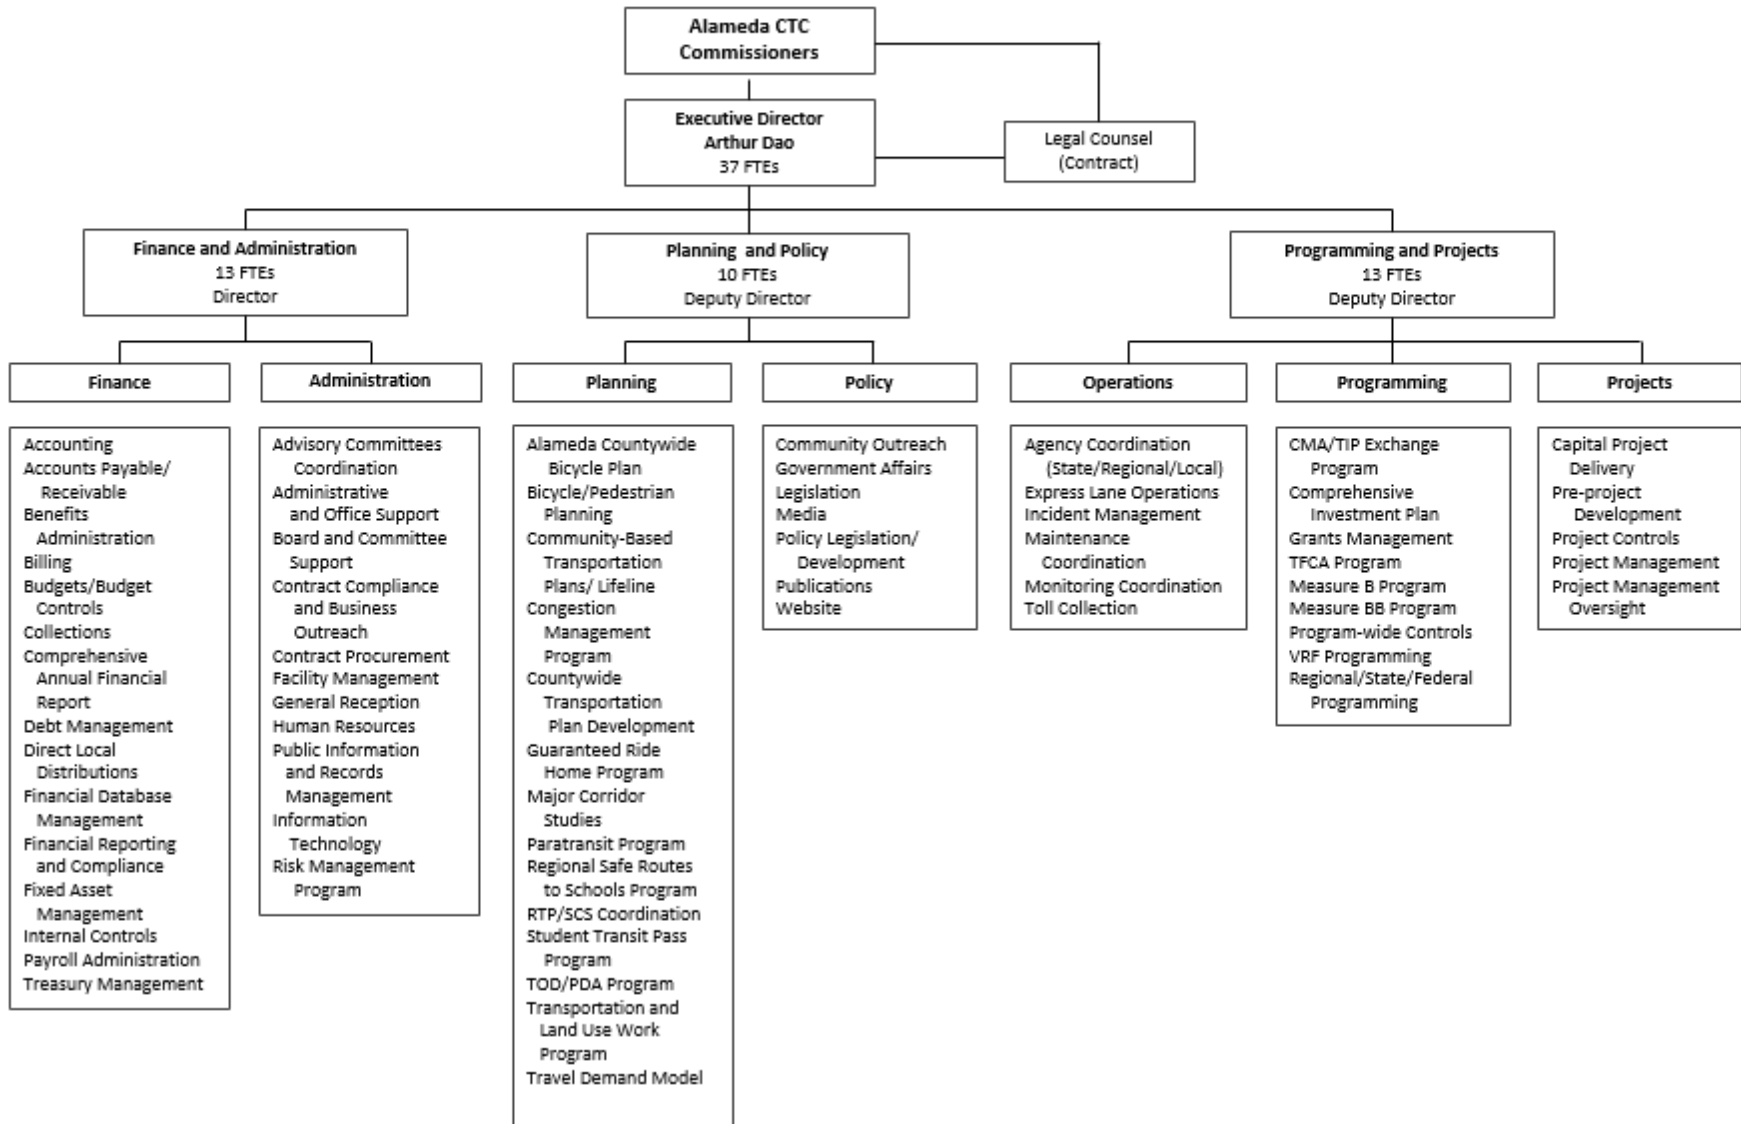 Alameda CTC
Commissioners
Executive Director
Arthur Dao
37 FTEs
Legal Counsel
(Contract)
Finance and Administration
13 FTEs
Director
Planning and Policy
10 FTEs
Deputy Director
Programming and Projects
13 FTEs
Deputy Director
Finance
Administration
Planning
Policy
Operations
Programming
Projects
Accounting
Accounts Payable/
Receivable
Benefits
Administration
Billing
Budgets/Budget
Controls
Collections
Comprehensive
Annual Financial
Report
Debt Management
Direct Local
Distributions
Financial Database
Management
Financial Reporting
and Compliance
Fixed Asset
Management
Internal Controls
Payroll Administration
Treasury Management
Advisory Committees
Coordination
Administrative
and Office Support
Board and Committee
Support
Contract Compliance
and Business
Outreach
Contract Procurement
Facility Management
General Reception
Human Resources
Public Information
and Records
Management
Information
Technology
Risk Management
Program
Alameda Countywide
Bicycle Plan
Bicycle/Pedestrian
Planning
Community-Based
Transportation
Plans/ Lifeline
Congestion
Management
Program
Countywide
Transportation
Plan Development
Guaranteed Ride
Home Program
Major Corridor
Studies
Paratransit Program
Regional Safe Routes
to Schools Program
RTP/SCS Coordination
Student Transit Pass
Program
TOD/PDA Program
Transportation and
Land Use Work
Program
Travel Demand Model
Community Outreach
Government Affairs
Legislation
Media
Policy Legislation/
Development
Publications
Website
Agency Coordination
(State/Regional/Local)
Express Lane Operations
Incident Management
Maintenance
Coordination
Monitoring Coordination
Toll Collection
CMA/TIP Exchange
Program
Comprehensive
Investment Plan
Grants Management
TFCA Program
Measure B Program
Measure BB Program
Program-wide Controls
VRF Programming
Regional/State/Federal
Programming
Capital Project
Delivery
Pre-project
Development
Project Controls
Project Management
Project Management
Oversight